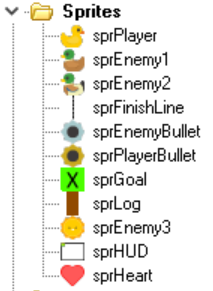 Sprites
sprPlayer
sprEnemy1
sprEnemy2
sprFinishLine
sprEnemyBullet
sprPlayerBullet
X sprGoal
sprLog
sprEnemy3
sprHUD
sprHeart